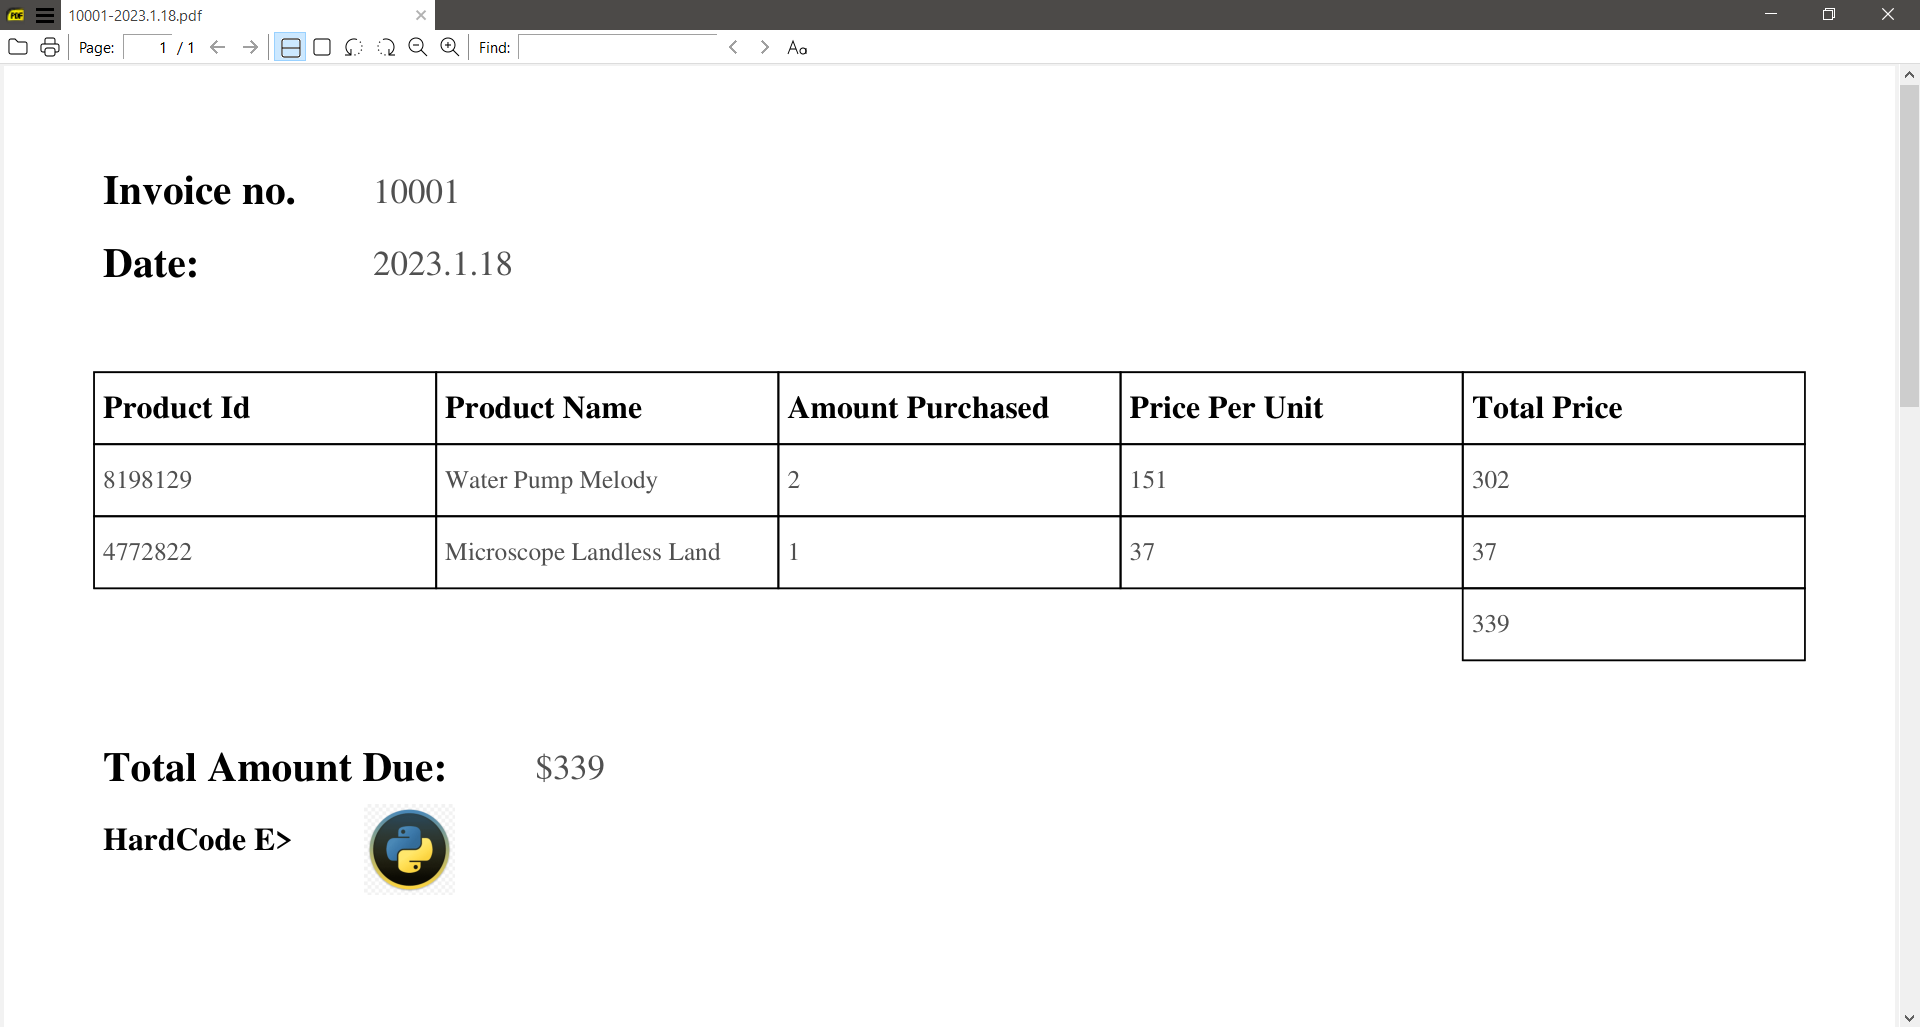 10001-2023.1.18.pdf
Page: 1 / 1 Find: Aa
Invoice no. 10001
Date: 2023.1.18
Product Id Product Name Amount Purchased Price Per Unit Total Price
8198129 Water Pump Melody 2 151 302
4772822 Microscope Landless Land 1 37 37
339
Total Amount Due: $339
HardCode E>